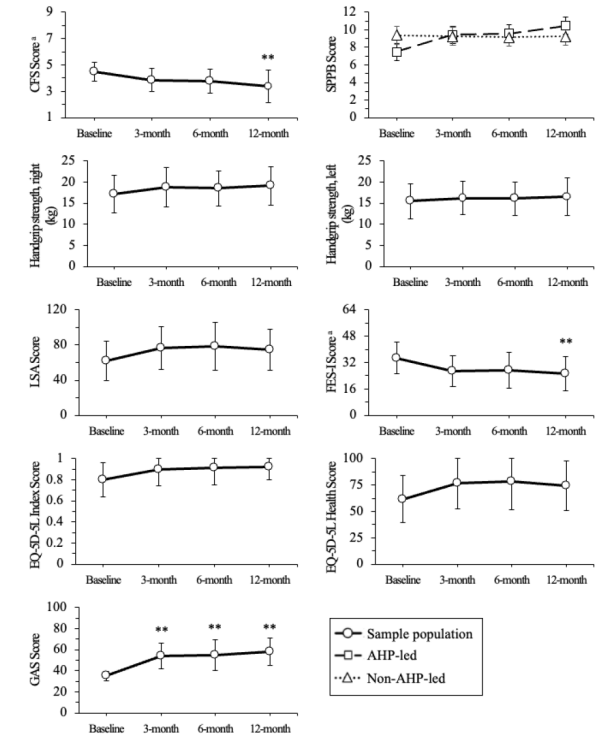 9
7
5
3
1
CFS Score ᵃ
**
Baseline 3-month 6-month 12-month
12
10
8
6
4
2
0
SPPB Score
Baseline 3-month 6-month 12-month
25
20
15
10
5
0
Handgrip strength, right
(kg)
Baseline 3-month 6-month 12-month
25
20
15
10
5
0
Handgrip strength, left
(kg)
Baseline 3-month 6-month 12-month
120
80
40
0
LSA Score
Baseline 3-month 6-month 12-month
64
48
32
16
0
FES-I Score ᵃ
**
Baseline 3-month 6-month 12-month
1
0.8
0.6
0.4
0.2
0
EQ-5D-5L Index Score
Baseline 3-month 6-month 12-month
100
75
50
25
0
EQ-5D-5L Health Score
Baseline 3-month 6-month 12-month
100
80
60
40
20
0
GAS Score
** ** **
Baseline 3-month 6-month 12-month
Sample population
AHP-led
Non-AHP-led